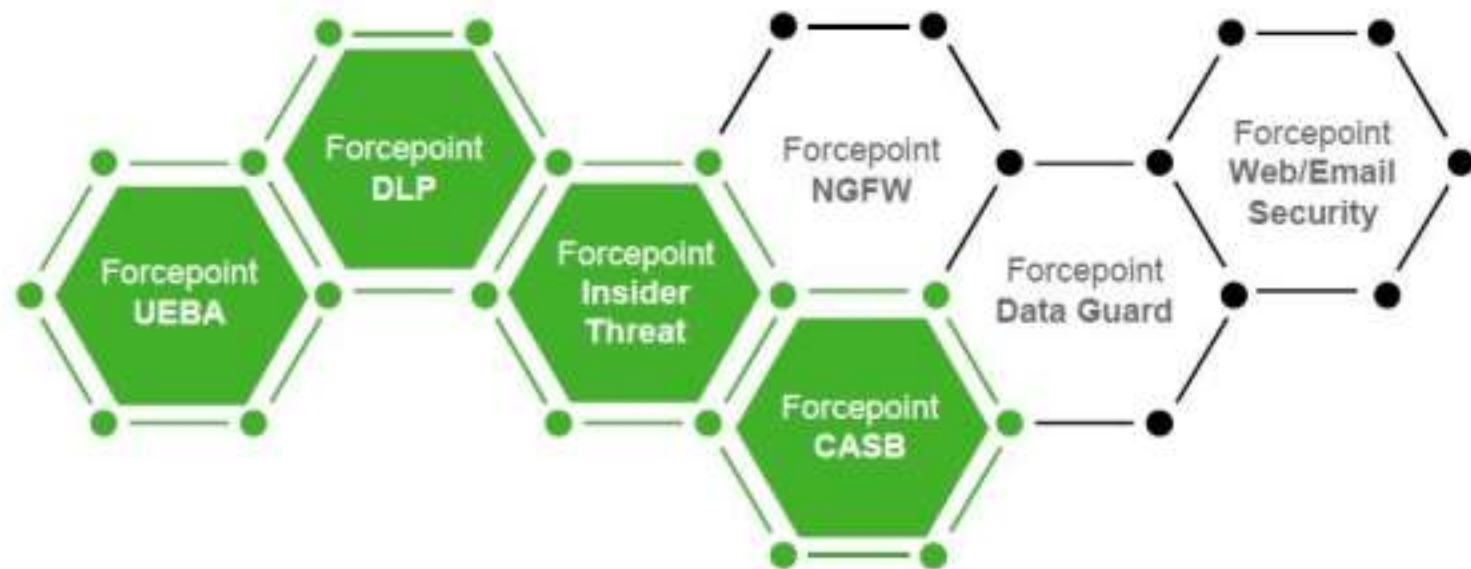 Forcepoint
DLP
Forcepoint
UEBA
Forcepoint
Insider
Threat
Forcepoint
NGFW
Forcepoint
CASB
Forcepoint
Data Guard
Forcepoint
Web/Email
Security